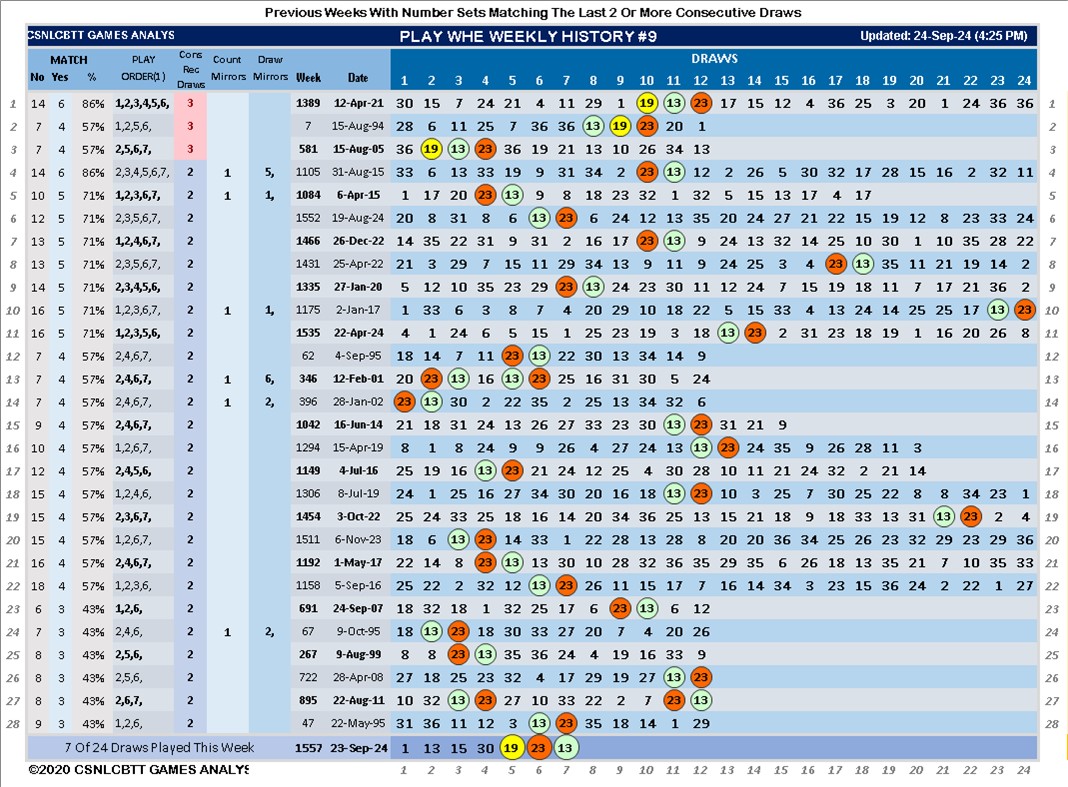 Previous Weeks With Number Sets Matching The Last 2 Or More Consecutive Draws
CSNLCBTT GAMES ANALYS PLAY WHE WEEKLY HISTORY #9 Updated: 24-Sep-24 (4:25 PM)
MATCH PLAY Cons Count Draw DRAWS
No Yes % ORDER(1) Rec Draws Mirrors Mirrors Week Date 1 2 3 4 5 6 7 8 9 10 11 12 13 14 15 16 17 18 19 20 21 22 23 24
1 14 6 86% 1,2,3,4,5,6, 3 1389 12-Apr-21 30 15 7 24 21 4 11 29 1 19 13 23 17 15 12 4 36 25 3 20 1 24 36 36 1
2 7 4 57% 1,2,5,6, 3 7 15-Aug-94 28 6 11 25 7 36 36 8 13 19 23 20 1 2
3 7 4 57% 2,5,6,7, 3 581 15-Aug-05 36 19 13 23 36 19 21 13 10 26 34 13 3
4 14 6 86% 2,3,4,5,6,7, 2 1 5, 1105 31-Aug-15 33 6 13 33 19 9 31 34 2 23 13 12 2 26 5 30 32 17 28 15 16 2 32 11 4
5 10 5 71% 1,2,3,6,7, 2 1 1, 1084 6-Apr-15 1 17 20 23 13 9 8 18 23 32 1 32 5 15 13 17 4 17 5
6 12 5 71% 2,3,5,6,7, 2 1552 19-Aug-24 20 8 31 8 6 13 23 6 24 12 13 35 20 24 27 21 22 15 19 12 8 23 33 24 6
7 13 5 71% 1,2,4,6,7, 2 1466 26-Dec-22 14 35 22 31 9 31 2 16 17 23 13 9 24 13 32 14 25 10 30 1 10 35 28 22 7
8 13 5 71% 2,3,5,6,7, 2 1431 25-Apr-22 21 3 29 7 15 11 29 34 13 9 11 9 24 25 3 4 23 13 35 11 21 19 14 2 8
9 14 5 71% 2,3,4,5,6, 2 1335 27-Jan-20 5 12 10 35 23 29 23 13 24 23 30 11 12 24 7 15 19 18 11 7 17 21 36 2 9
10 16 5 71% 1,2,3,6,7, 2 1 1, 1175 2-Jan-17 1 33 6 3 8 7 4 20 29 10 18 22 5 15 33 4 13 24 14 25 25 17 13 23 10
11 16 5 71% 1,2,3,5,6, 2 1535 22-Apr-24 4 1 24 6 5 15 1 25 23 19 3 18 13 23 2 31 23 18 19 1 16 20 26 8 11
12 7 4 57% 2,4,6,7, 2 62 4-Sep-95 18 14 7 11 23 13 22 30 13 34 14 9 12
13 7 4 57% 2,4,6,7, 2 1 6, 346 12-Feb-01 20 23 13 16 13 23 25 16 31 30 5 24 13
14 7 4 57% 2,4,6,7, 2 1 2, 396 28-Jan-02 23 13 30 2 22 35 2 25 13 34 32 6 14
15 9 4 57% 2,4,6,7, 2 1042 16-Jun-14 21 18 31 24 13 26 27 33 23 30 13 23 31 21 9 15
16 10 4 57% 1,2,6,7, 2 1294 15-Apr-19 8 1 8 24 9 9 26 4 27 24 13 13 23 24 35 9 26 28 11 3 16
17 12 4 57% 2,4,5,6, 2 1149 4-Jul-16 25 19 16 13 23 21 24 12 25 4 30 28 10 11 21 24 32 2 21 14 17
18 15 4 57% 1,2,4,6, 2 1306 8-Jul-19 24 1 25 16 27 34 30 20 16 18 13 23 10 3 25 7 30 25 22 8 8 34 23 1 18
19 15 4 57% 2,3,6,7, 2 1454 3-Oct-22 25 24 33 25 18 16 14 20 34 36 25 13 15 21 18 9 18 33 13 31 13 23 2 4 19
20 15 4 57% 1,2,6,7, 2 1511 6-Nov-23 18 6 13 23 14 33 1 22 28 13 28 8 20 20 36 34 25 26 23 32 29 23 29 36 20
21 16 4 57% 2,4,6,7, 2 1192 1-May-17 22 14 8 23 13 13 30 10 28 32 36 35 29 35 6 26 18 13 35 21 7 10 35 33 21
22 18 4 57% 1,2,3,6, 2 1158 5-Sep-16 25 22 2 32 12 13 23 26 11 15 17 7 16 14 34 3 23 15 36 24 2 22 1 27 22
23 6 3 43% 1,2,6, 2 691 24-Sep-07 18 32 18 1 32 25 17 6 23 13 6 12 23
24 7 3 43% 2,4,6, 2 1 2, 67 9-Oct-95 18 13 23 18 30 33 27 20 7 4 20 26 24
25 8 3 43% 2,5,6, 2 267 9-Aug-99 8 8 23 13 35 36 24 4 19 16 33 9 25
26 8 3 43% 2,5,6, 2 722 28-Apr-08 27 18 25 23 32 4 17 29 19 27 13 23 26
27 8 3 43% 2,6,7, 2 895 22-Aug-11 10 32 13 23 27 10 33 22 2 7 23 13 27
28 9 3 43% 1,2,6, 2 47 22-May-95 31 36 11 12 3 13 23 35 18 14 1 29 28
7 Of 24 Draws Played This Week 1557 23-Sep-24 1 13 15 30 19 23 13
©2020 CSNLCBTT GAMES ANALYS 1 2 3 4 5 6 7 8 9 10 11 12 13 14 15 16 17 18 19 20 21 22 23 24